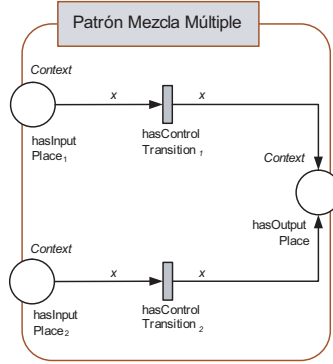 Patrón Mezcla Múltiple
Context
x
x
hasInput
Place1
hasControl
Transition 1
Context
hasOutput
Place
Context
x
x
hasInput
Place2
hasControl
Transition 2